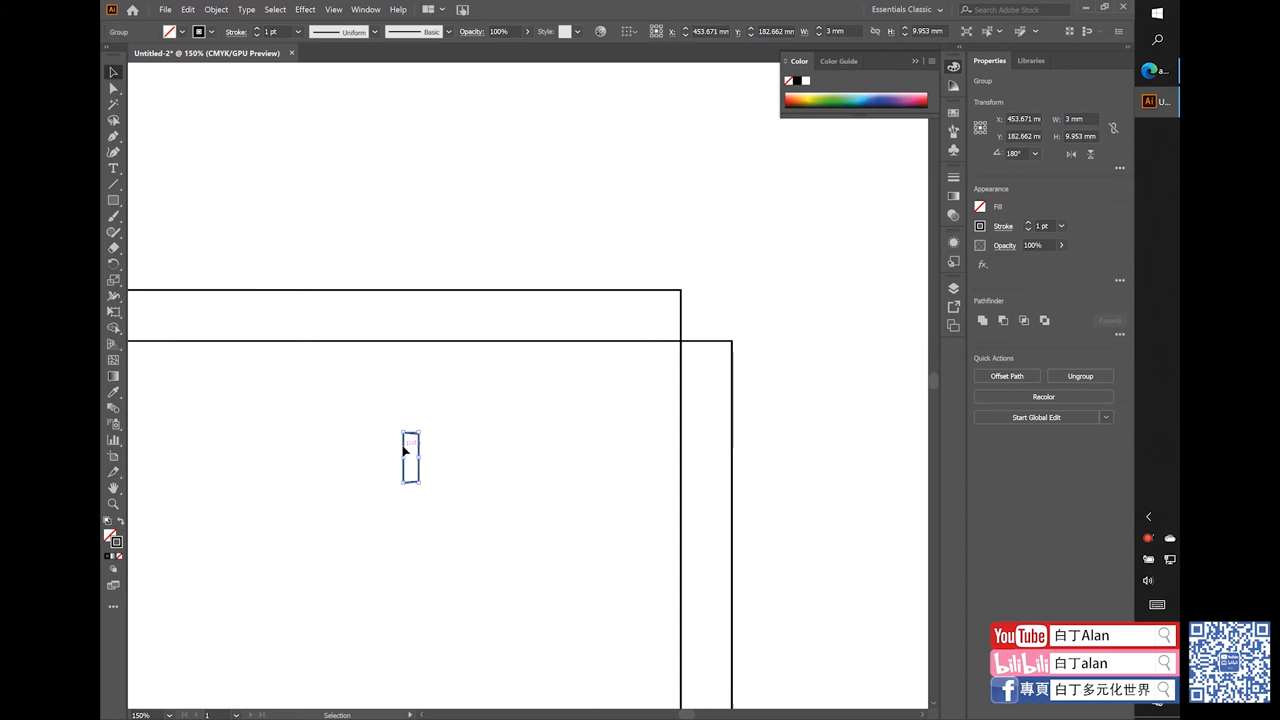 File Edit Object Type Select Effect View Window Help
Essentials Classic
Search Adobe Stock
Group
Stroke: 1 pt
Uniform
Basic
Opacity: 100%
Style:
X: 453.671 mm Y: 182.662 mm W: 3 mm H: 9.953 mm
Untitled-2* @ 150% (CMYK/GPU Preview) ×
Color Color Guide
Properties Libraries
Group
Transform
X: 453.671 m W: 3 mm
Y: 182.662 m H: 9.953 mm
180°
Appearance
Fill
Stroke 1 pt
Opacity 100%
fx.
Pathfinder
Expand
Quick Actions
Offset Path Ungroup
Recolor
Start Global Edit
150% 1 Selection
Ai U...
a...
YouTube 白丁Alan
bilibili 白丁alan
f 專頁 白丁多元化世界